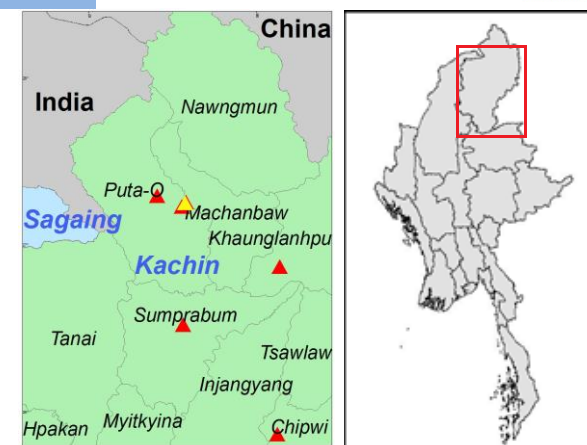 China
India
Nawngmun
Puta-O
Sagaing
Machanbaw
Khaunglanhpu
Kachin
Sumprabum
Tanai
Tsawlaw
Injangyang
Hpakan
Myitkyina
Chipwi